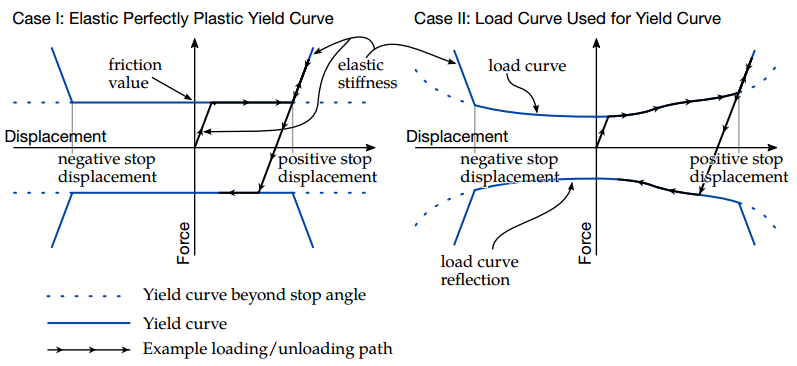 Case I: Elastic Perfectly Plastic Yield Curve
Case II: Load Curve Used for Yield Curve
friction
value
elastic
stiffness
load curve
Displacement
Displacement
negative stop
displacement
positive stop
displacement
negative stop
displacement
positive stop
displacement
Force
Force
load curve
reflection
Yield curve beyond stop angle
Yield curve
Example loading/unloading path